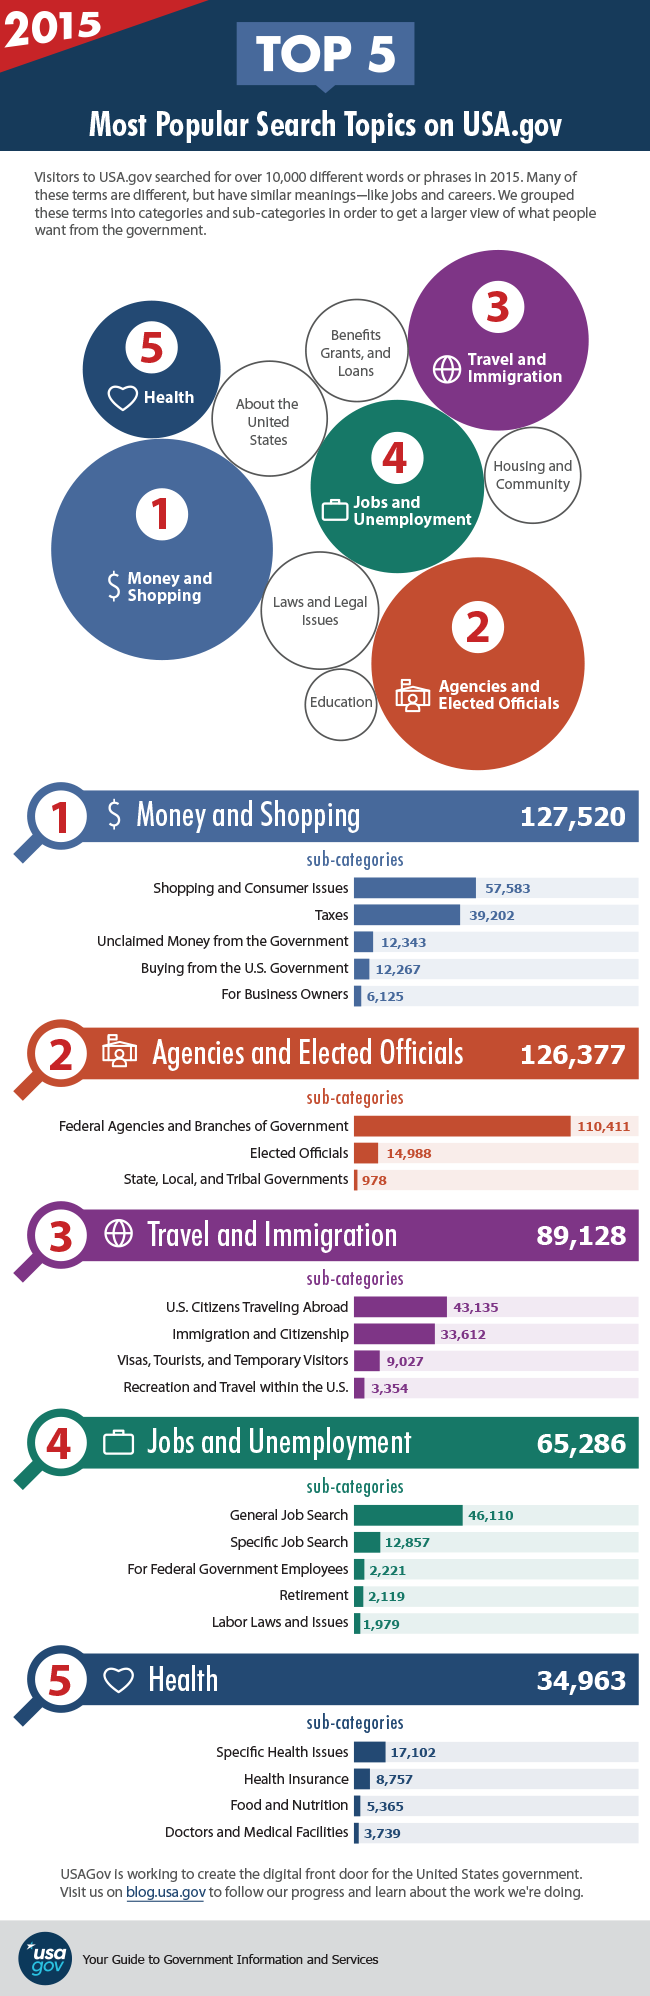 2015
TOP 5
Most Popular Search Topics on USA.gov
Visitors to USA.gov searched for over 10,000 different words or phrases in 2015. Many of
these terms are different, but have similar meanings—like jobs and careers. We grouped
these terms into categories and sub-categories in order to get a larger view of what people
want from the government.
3
Travel and
Immigration
5
Health
Benefits
Grants, and
Loans
About the
United
States
4
Jobs and
Unemployment
Housing and
Community
1
Money and
Shopping
Laws and Legal
Issues
2
Agencies and
Elected Officials
Education
1 $ Money and Shopping 127,520
sub-categories
Shopping and Consumer Issues 57,583
Taxes 39,202
Unclaimed Money from the Government 12,343
Buying from the U.S. Government 12,267
For Business Owners 6,125
2 Agencies and Elected Officials 126,377
sub-categories
Federal Agencies and Branches of Government 110,411
Elected Officials 14,988
State, Local, and Tribal Governments 978
3 Travel and Immigration 89,128
sub-categories
U.S. Citizens Traveling Abroad 43,135
Immigration and Citizenship 33,612
Visas, Tourists, and Temporary Visitors 9,027
Recreation and Travel within the U.S. 3,354
4 Jobs and Unemployment 65,286
sub-categories
General Job Search 46,110
Specific Job Search 12,857
For Federal Government Employees 2,221
Retirement 2,119
Labor Laws and Issues 1,979
5 Health 34,963
sub-categories
Specific Health Issues 17,102
Health Insurance 8,757
Food and Nutrition 5,365
Doctors and Medical Facilities 3,739
USAGov is working to create the digital front door for the United States government.
Visit us on blog.usa.gov to follow our progress and learn about the work we're doing.
usa
gov
Your Guide to Government Information and Services